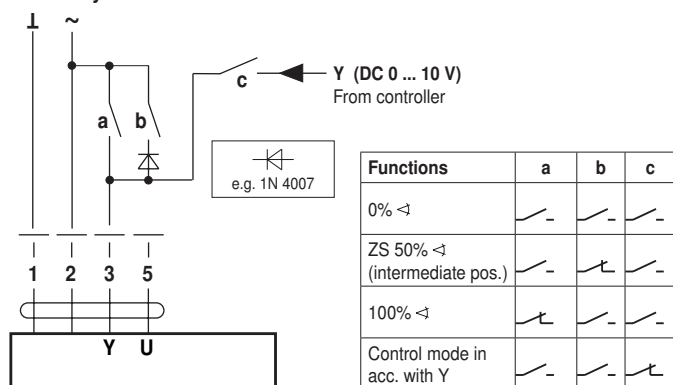 ⊥ ~
a b c
Y (DC 0 ... 10 V)
From controller
e.g. 1N 4007
1 2 3 5
Y U
Functions a b c
0% ⊲
ZS 50% ⊲
(intermediate pos.)
100% ⊲
Control mode in
acc. with Y